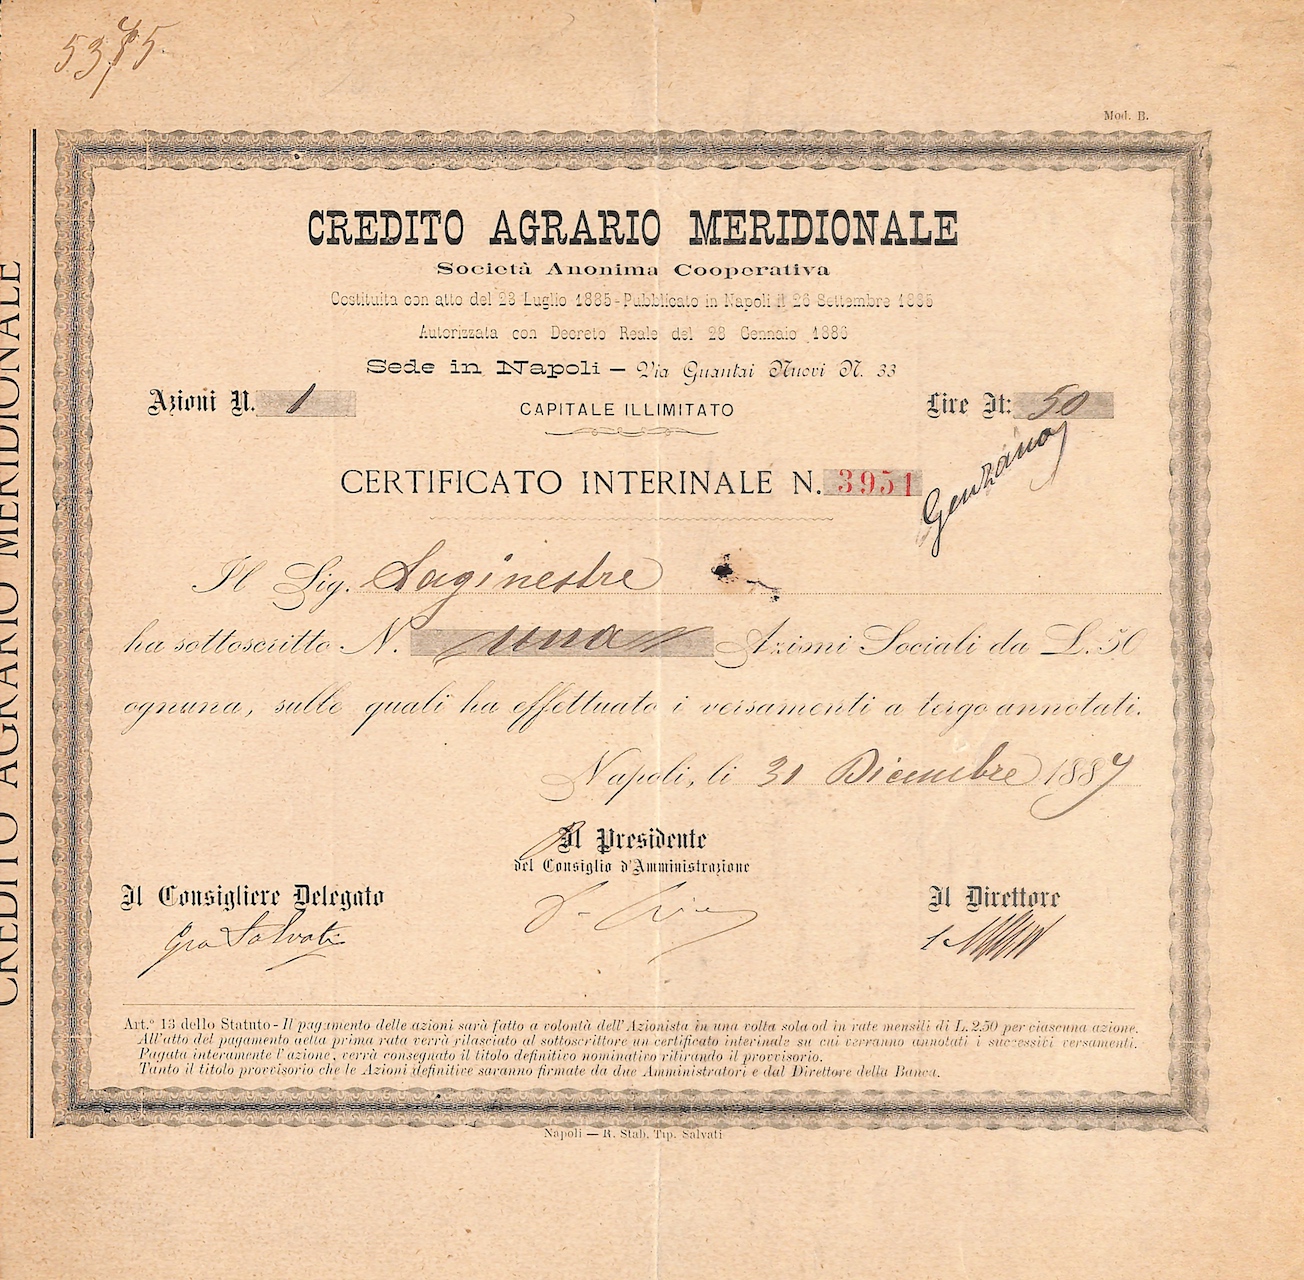 Mod. B.
CREDITO AGRARIO MERIDIONALE
CREDITO AGRARIO MERIDIONALE
Società Anonima Cooperativa
Costituita con atto del 23 Luglio 1885 - Pubblicato in Napoli il 26 Settembre 1885
Autorizzata con Decreto Reale del 28 Gennaio 1886
Sede in Napoli — Via Guantai Nuovi N. 33
Azioni N. 1
CAPITALE ILLIMITATO
Lire It: 50
Genzano
CERTIFICATO INTERINALE N. 3951
Il Sig. Laginestre
ha sottoscritto N. una Azioni Sociali da L. 50
ognuna, sulle quali ha effettuato i versamenti a tergo annotati.
Napoli, li 31 Dicembre 1887
Il Presidente
del Consiglio d'Amministrazione
Il Consigliere Delegato
Il Direttore
Salvati
Art.º 13 dello Statuto - Il pagamento delle azioni sarà fatto a volontà dell'Azionista in una volta sola od in rate mensili di L. 2,50 per ciascuna azione.
All'atto del pagamento della prima rata verrà rilasciato al sottoscrittore un certificato interinale su cui verranno annotati i successivi versamenti.
Pagata interamente l'azione, verrà consegnato il titolo definitivo nominativo ritirando il provvisorio.
Tanto il titolo provvisorio che le Azioni definitive saranno firmate da due Amministratori e dal Direttore della Banca.
Napoli — R. Stab. Tip. Salvati